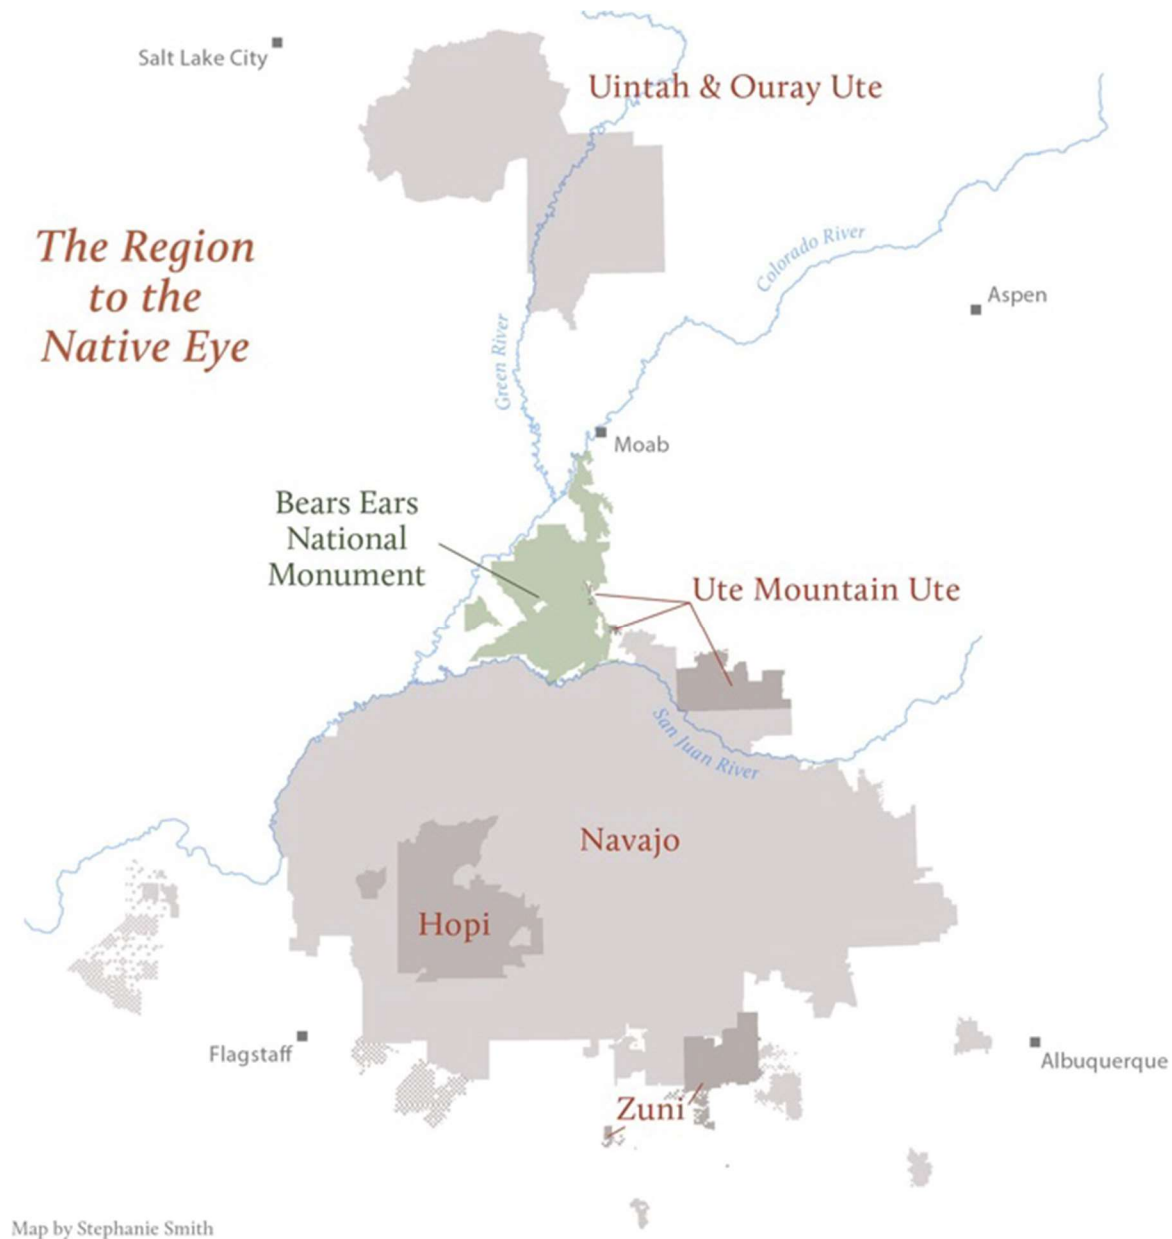 Salt Lake City
Uintah & Ouray Ute
The Region
to the
Native Eye
Colorado River
Aspen
Green River
Moab
Bears Ears
National
Monument
Ute Mountain Ute
San Juan River
Navajo
Hopi
Flagstaff
Albuquerque
Zuni
Map by Stephanie Smith